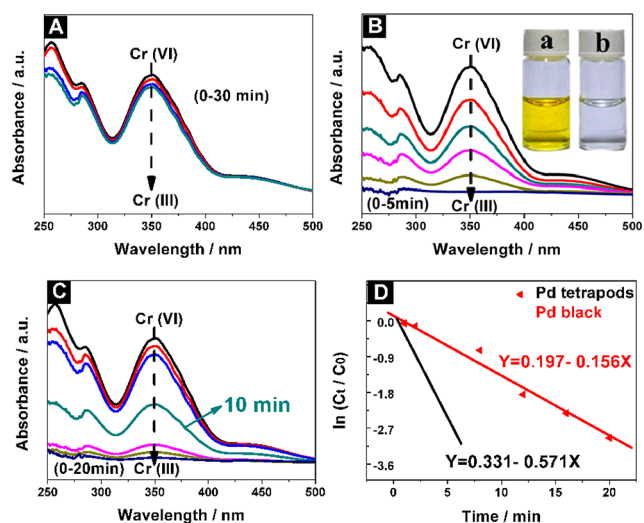 A
Cr (VI)
(0-30 min)
Cr (III)
Absorbance / a.u.
250 300 350 400 450 500
Wavelength / nm
B
Cr (VI)
a b
(0-5min)
Cr (III)
Absorbance / a.u.
250 300 350 400 450 500
Wavelength / nm
C
Cr (VI)
10 min
(0-20min)
Cr (III)
Absorbance / a.u.
250 300 350 400 450 500
Wavelength / nm
D
Pd tetrapods
Pd black
Y=0.197- 0.156X
Y=0.331- 0.571X
ln (Ct / C0)
0.0
-0.9
-1.8
-2.7
-3.6
0 5 10 15 20
Time / min